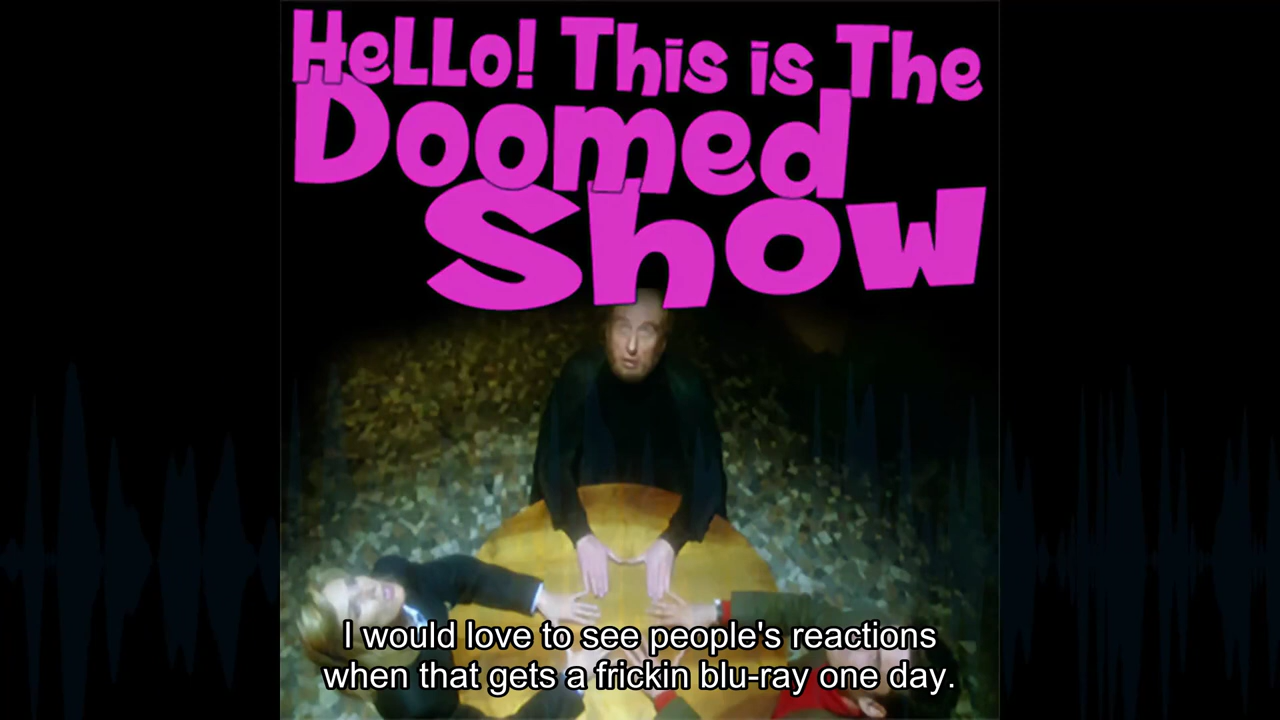 HeLLo! This is The
Doomed
Show
I would love to see people's reactions
when that gets a frickin blu-ray one day.